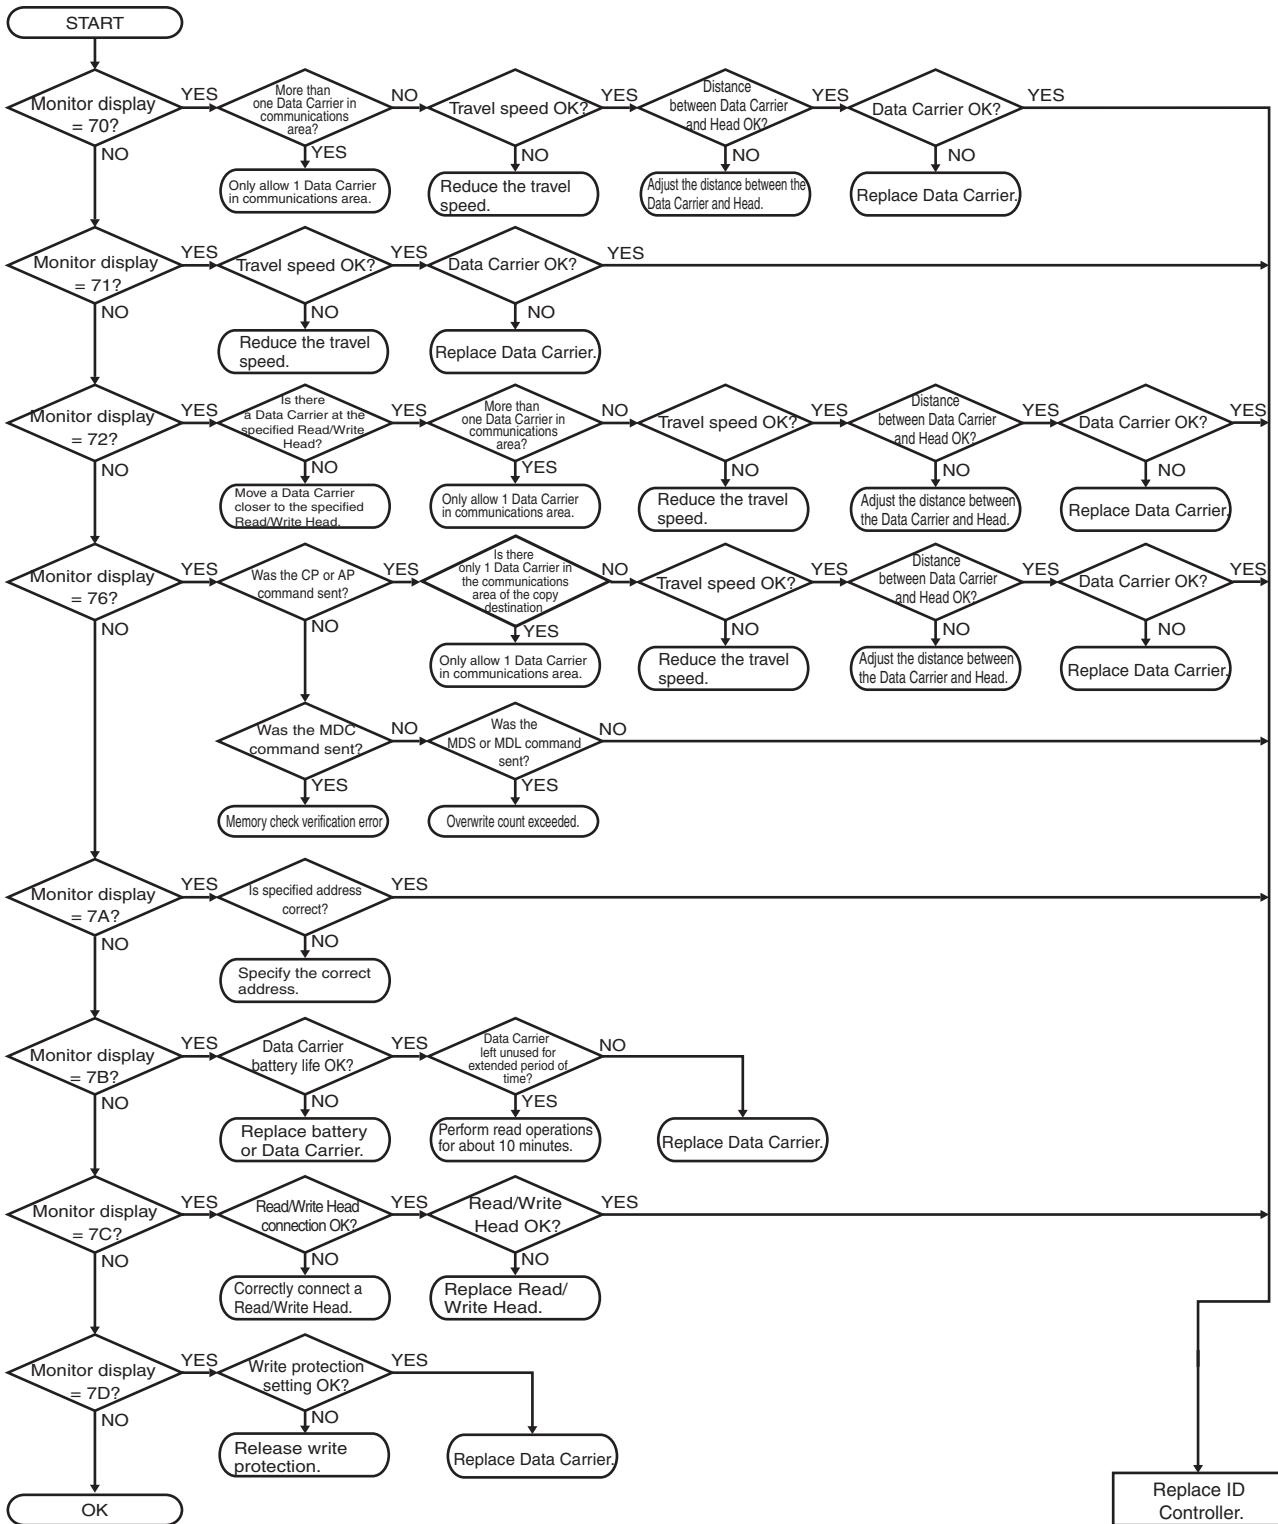 START
Monitor display
= 70?
YES
NO
More than
one Data Carrier in
communications
area?
NO
YES
Only allow 1 Data Carrier
in communications area.
Travel speed OK?
YES
NO
Reduce the travel
speed.
Distance
between Data Carrier
and Head OK?
YES
NO
Adjust the distance between the
Data Carrier and Head.
Data Carrier OK?
YES
NO
Replace Data Carrier.
Monitor display
= 71?
YES
NO
Travel speed OK?
YES
NO
Reduce the travel
speed.
Data Carrier OK?
YES
NO
Replace Data Carrier.
Monitor display
= 72?
YES
NO
Is there
a Data Carrier at the
specified Read/Write
Head?
YES
NO
Move a Data Carrier
closer to the specified
Read/Write Head.
More than
one Data Carrier in
communications
area?
NO
YES
Only allow 1 Data Carrier
in communications area.
Travel speed OK?
YES
NO
Reduce the travel
speed.
Distance
between Data Carrier
and Head OK?
YES
NO
Adjust the distance between
the Data Carrier and Head.
Data Carrier OK?
YES
NO
Replace Data Carrier.
Monitor display
= 76?
YES
NO
Was the CP or AP
command sent?
YES
NO
Is there
only 1 Data Carrier in
the communications
area of the copy
destination
NO
YES
Only allow 1 Data Carrier
in communications area.
Travel speed OK?
YES
NO
Reduce the travel
speed.
Distance
between Data Carrier
and Head OK?
YES
NO
Adjust the distance between
the Data Carrier and Head.
Data Carrier OK?
YES
NO
Replace Data Carrier.
Was the MDC
command sent?
NO
YES
Memory check verification error
Was the
MDS or MDL command
sent?
NO
YES
Overwrite count exceeded.
Monitor display
= 7A?
YES
NO
Is specified address
correct?
YES
NO
Specify the correct
address.
Monitor display
= 7B?
YES
NO
Data Carrier
battery life OK?
YES
NO
Replace battery
or Data Carrier.
Data Carrier
left unused for
extended period of
time?
NO
YES
Perform read operations
for about 10 minutes.
Replace Data Carrier.
Monitor display
= 7C?
YES
NO
Read/Write Head
connection OK?
YES
NO
Correctly connect a
Read/Write Head.
Read/Write
Head OK?
YES
NO
Replace Read/
Write Head.
Monitor display
= 7D?
YES
NO
Write protection
setting OK?
YES
NO
Release write
protection.
Replace Data Carrier.
OK
Replace ID
Controller.